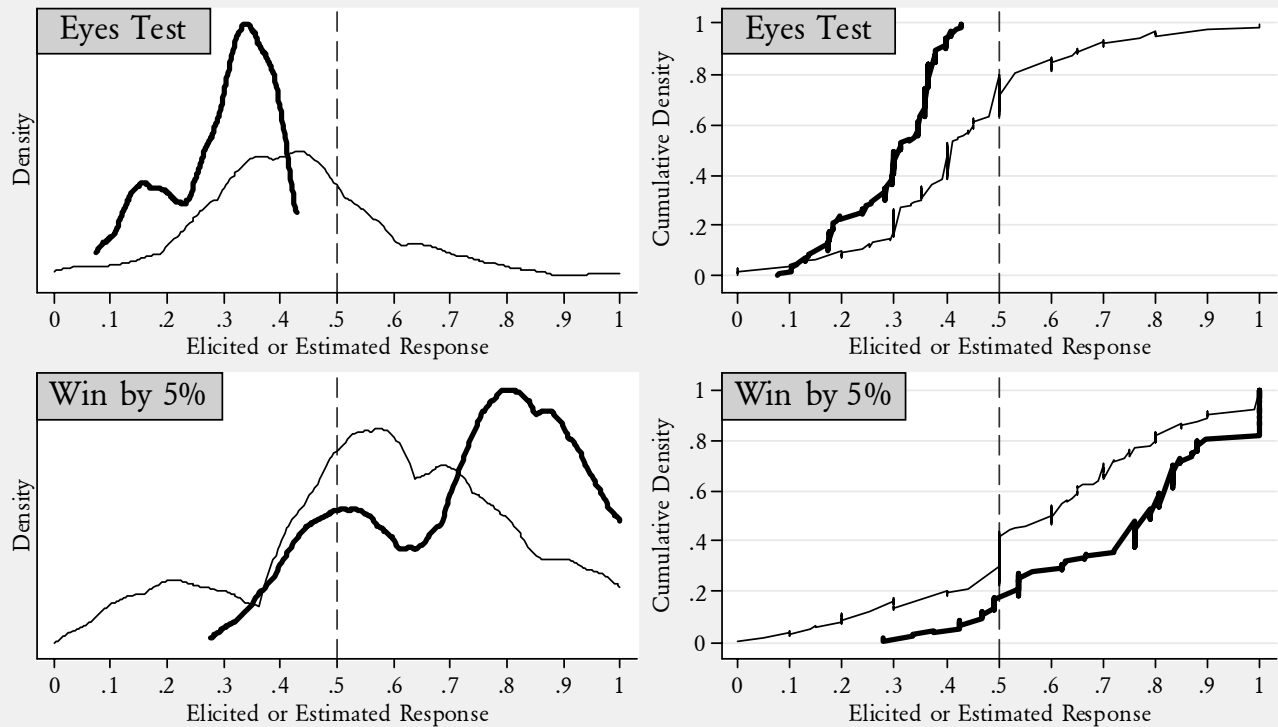 Eyes Test
Density
0 .1 .2 .3 .4 .5 .6 .7 .8 .9 1
Elicited or Estimated Response
Eyes Test
Cumulative Density
1
.8
.6
.4
.2
0
0 .1 .2 .3 .4 .5 .6 .7 .8 .9 1
Elicited or Estimated Response
Win by 5%
Density
0 .1 .2 .3 .4 .5 .6 .7 .8 .9 1
Elicited or Estimated Response
Win by 5%
Cumulative Density
1
.8
.6
.4
.2
0
0 .1 .2 .3 .4 .5 .6 .7 .8 .9 1
Elicited or Estimated Response